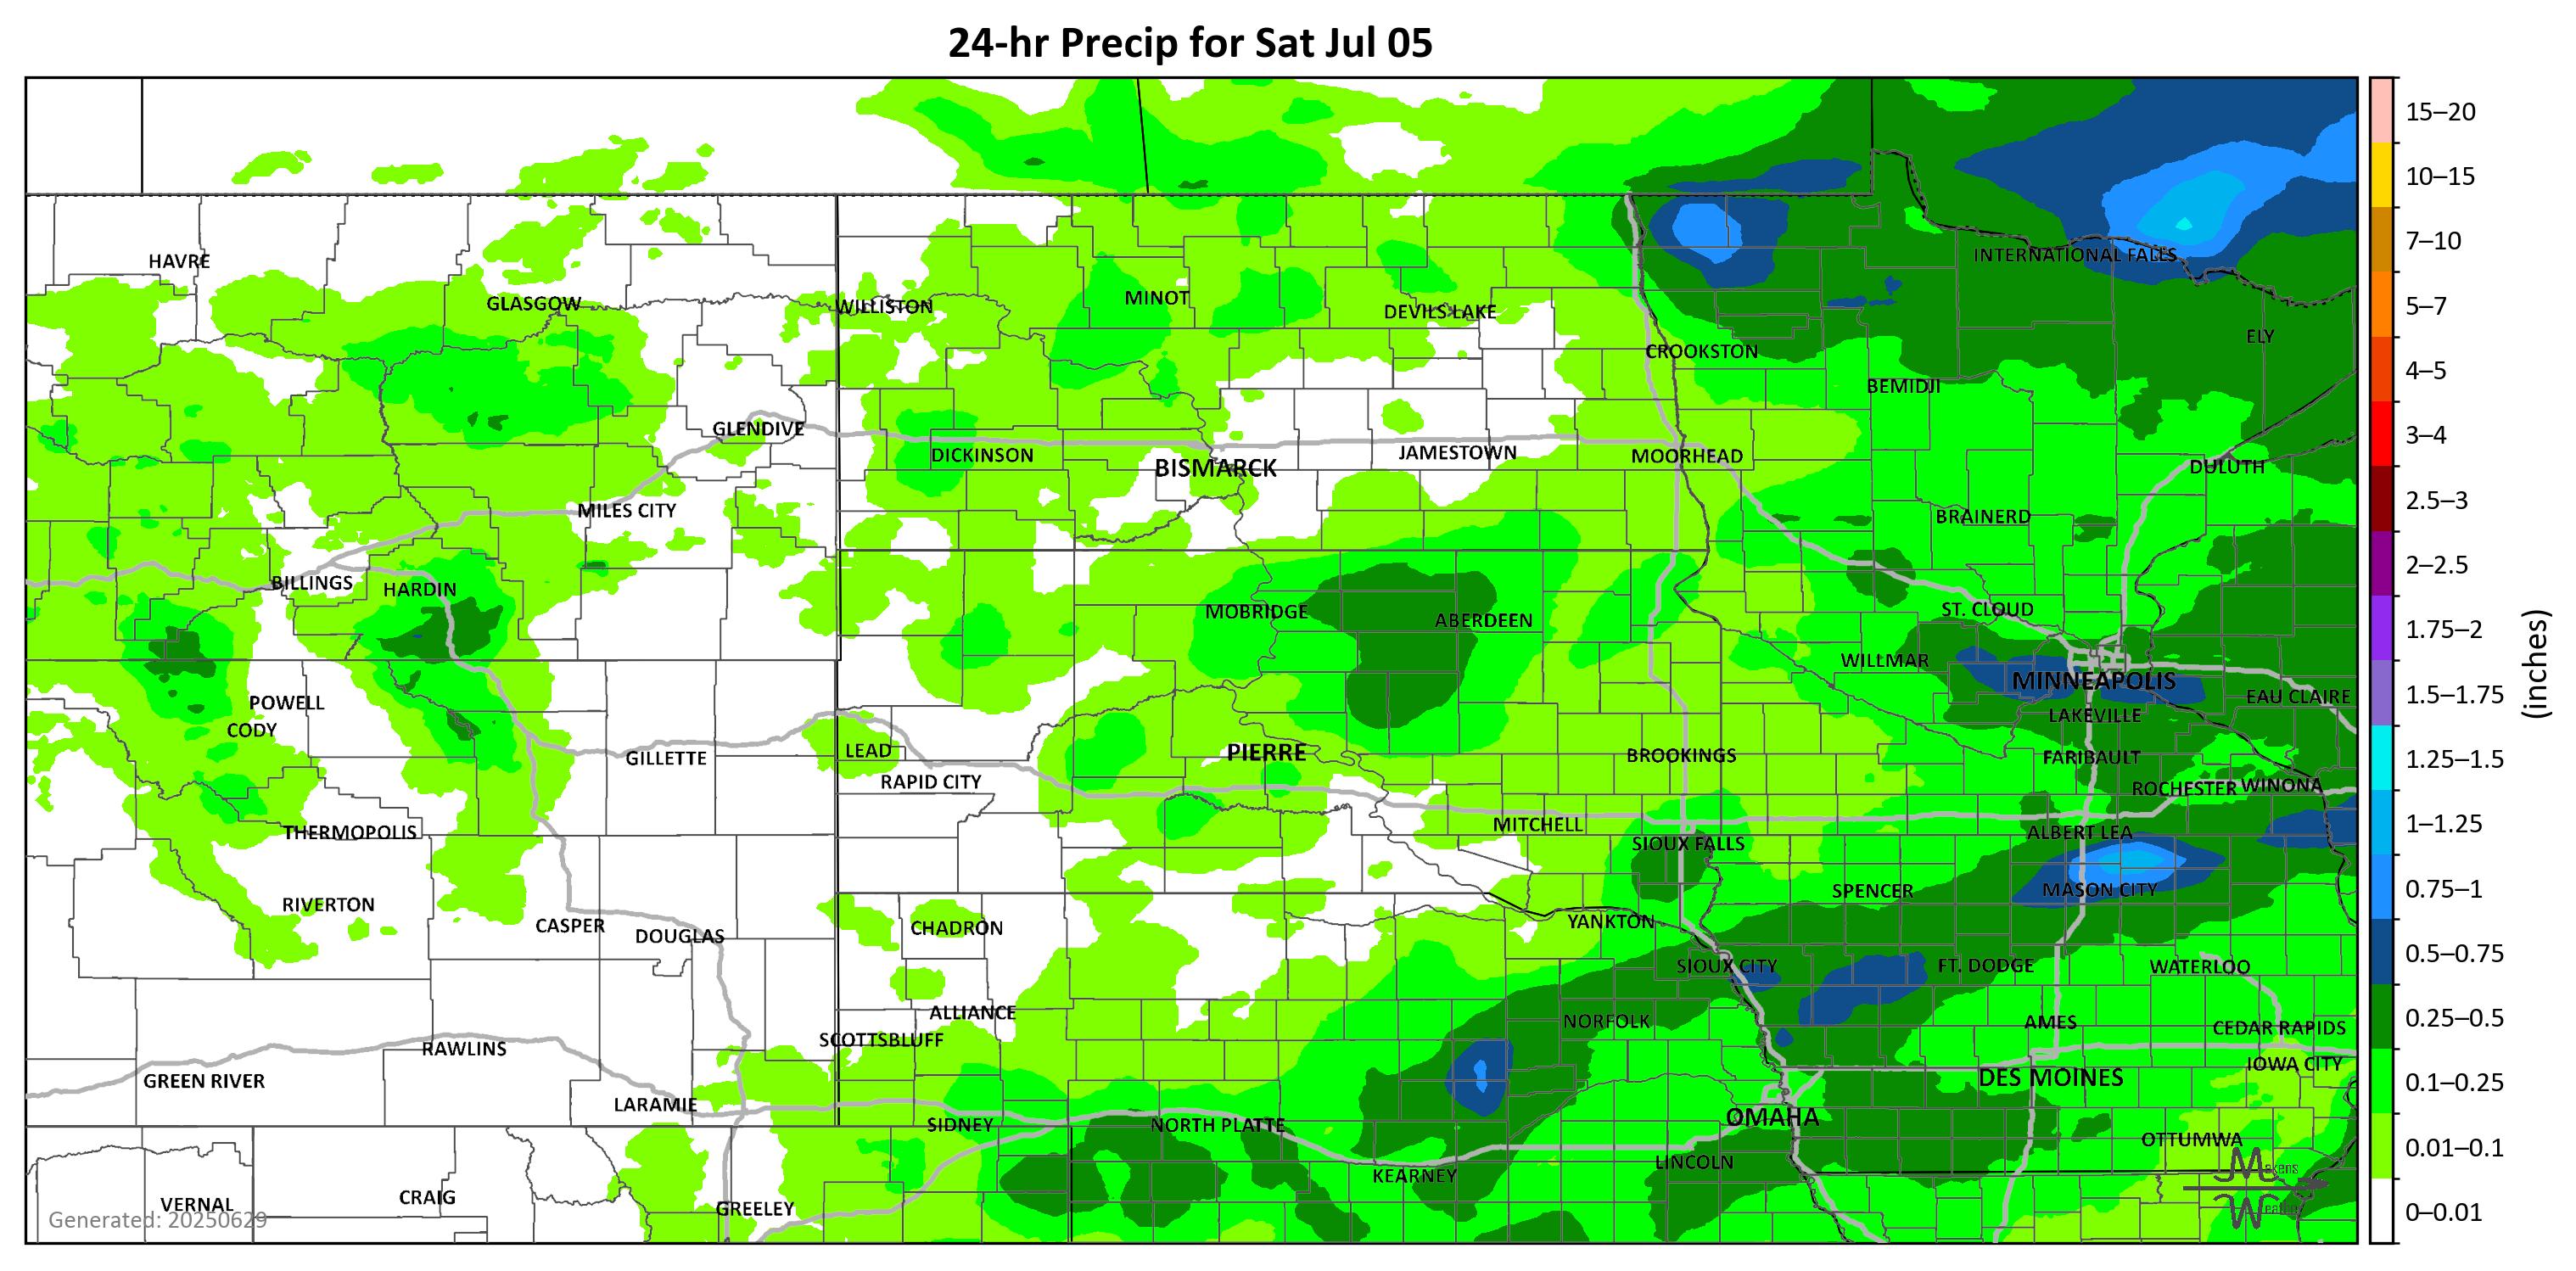 24-hr Precip for Sat Jul 05
15–20
10–15
7–10
5–7
4–5
3–4
2.5–3
2–2.5
1.75–2
1.5–1.75
1.25–1.5
1–1.25
0.75–1
0.5–0.75
0.25–0.5
0.1–0.25
0.01–0.1
0–0.01
(inches)
HAVRE
INTERNATIONAL FALLS
GLASGOW
WILLISTON
MINOT
DEVILS LAKE
ELY
CROOKSTON
BEMIDJI
GLENDIVE
DICKINSON
BISMARCK
JAMESTOWN
MOORHEAD
DULUTH
MILES CITY
BRAINERD
BILLINGS
HARDIN
MOBRIDGE
ABERDEEN
ST. CLOUD
WILLMAR
MINNEAPOLIS
EAU CLAIRE
POWELL
CODY
LAKEVILLE
GILLETTE
LEAD
PIERRE
BROOKINGS
FARIBAULT
RAPID CITY
ROCHESTER
WINONA
THERMOPOLIS
MITCHELL
ALBERT LEA
SIOUX FALLS
RIVERTON
SPENCER
MASON CITY
CASPER
DOUGLAS
CHADRON
YANKTON
SIOUX CITY
FT. DODGE
WATERLOO
ALLIANCE
NORFOLK
AMES
CEDAR RAPIDS
SCOTTSBLUFF
RAWLINS
IOWA CITY
GREEN RIVER
DES MOINES
LARAMIE
SIDNEY
NORTH PLATTE
OMAHA
OTTUMWA
LINCOLN
KEARNEY
VERNAL
CRAIG
GREELEY
Makens
Weather
Generated: 20250629